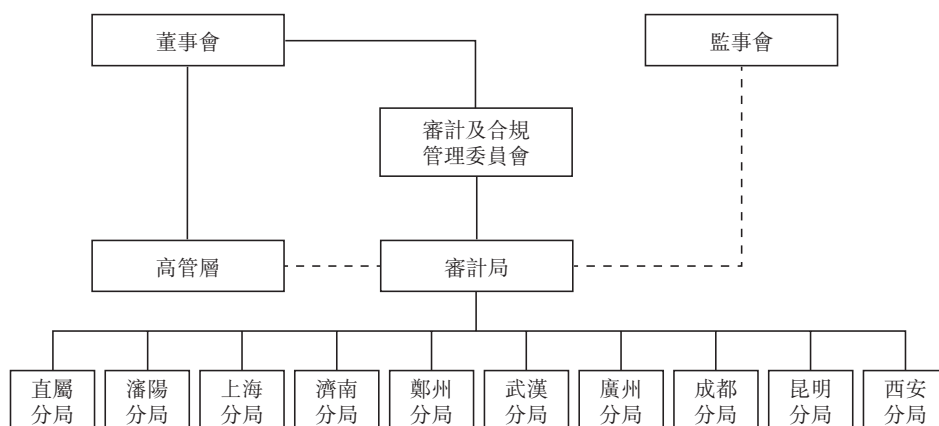 董事會
監事會
審計及合規
管理委員會
高管層
審計局
直屬
分局
瀋陽
分局
上海
分局
濟南
分局
鄭州
分局
武漢
分局
廣州
分局
成都
分局
昆明
分局
西安
分局